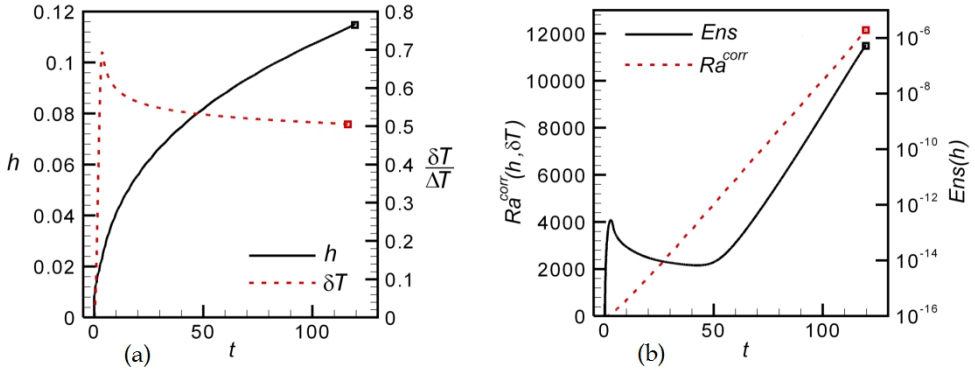 0.12
0.1
0.08
0.06
0.04
0.02
0
h
0.8
0.7
0.6
0.5
0.4
0.3
0.2
0.1
0
δT
ΔT
h
δT
0
50
100
t
(a)
12000
10000
8000
6000
4000
2000
0
Ra^corr(h,δT)
Ens
Ra^corr
10^-6
10^-8
10^-10
10^-12
10^-14
10^-16
Ens(h)
0
50
100
t
(b)